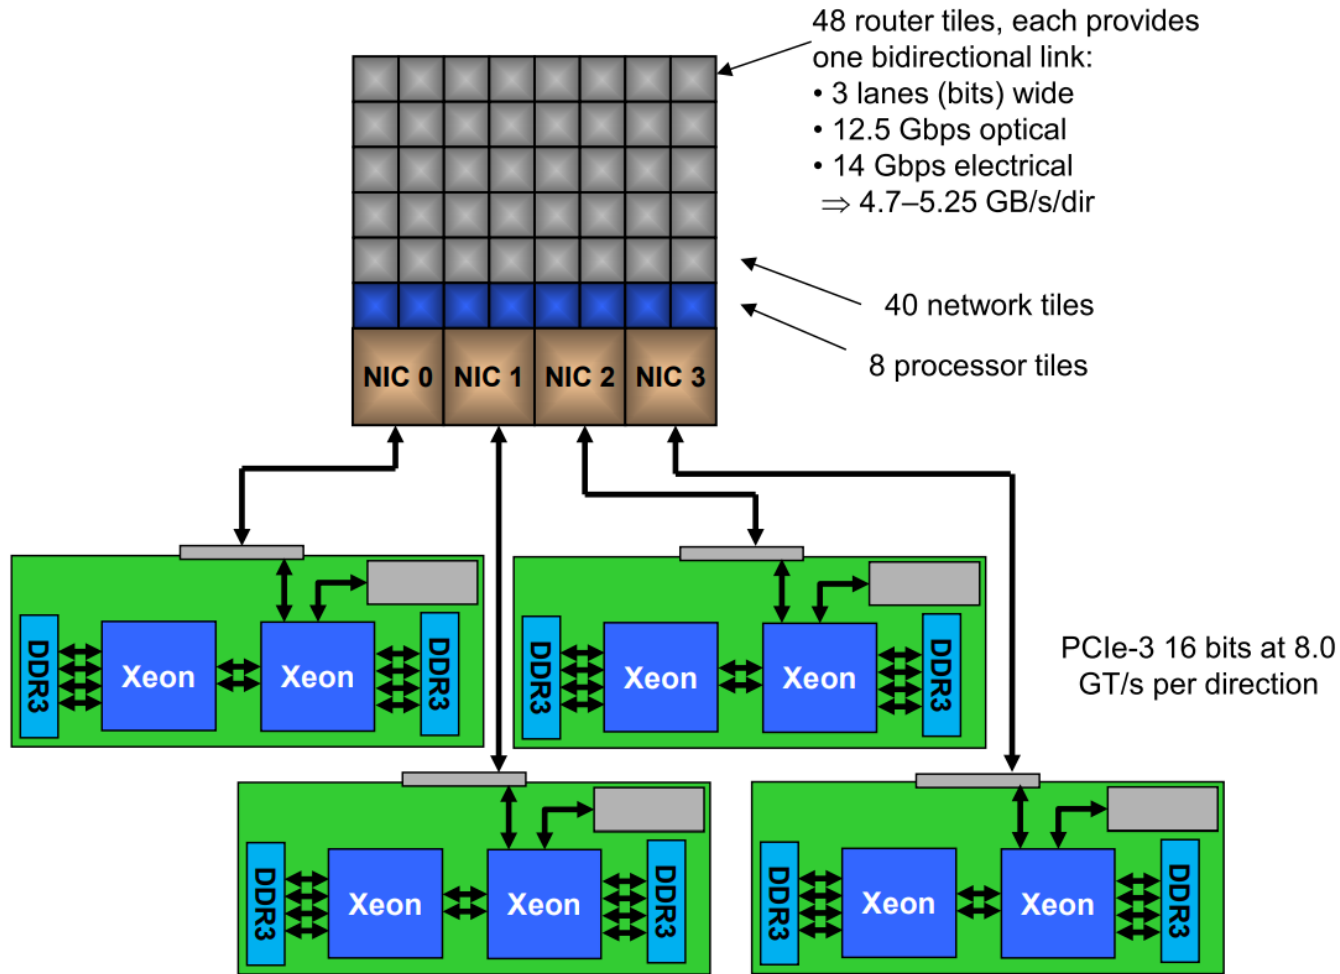 48 router tiles, each provides
one bidirectional link:
• 3 lanes (bits) wide
• 12.5 Gbps optical
• 14 Gbps electrical
⇒ 4.7–5.25 GB/s/dir
40 network tiles
8 processor tiles
NIC 0 NIC 1 NIC 2 NIC 3
DDR3 Xeon Xeon DDR3
DDR3 Xeon Xeon DDR3
PCIe-3 16 bits at 8.0
GT/s per direction
DDR3 Xeon Xeon DDR3
DDR3 Xeon Xeon DDR3